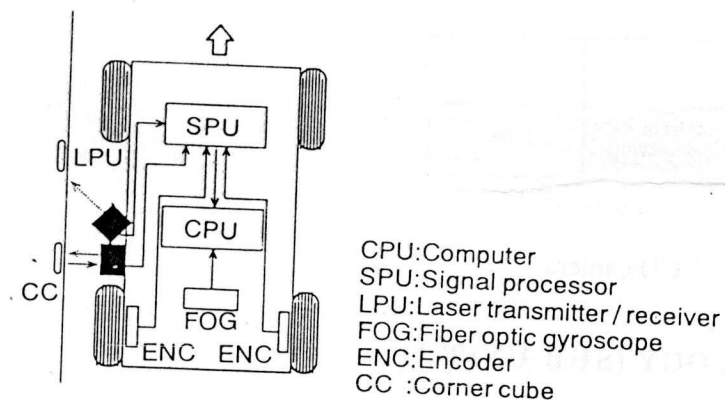 SPU
LPU
CPU
CC
FOG
ENC ENC
CPU:Computer
SPU:Signal processor
LPU:Laser transmitter/receiver
FOG:Fiber optic gyroscope
ENC:Encoder
CC :Corner cube